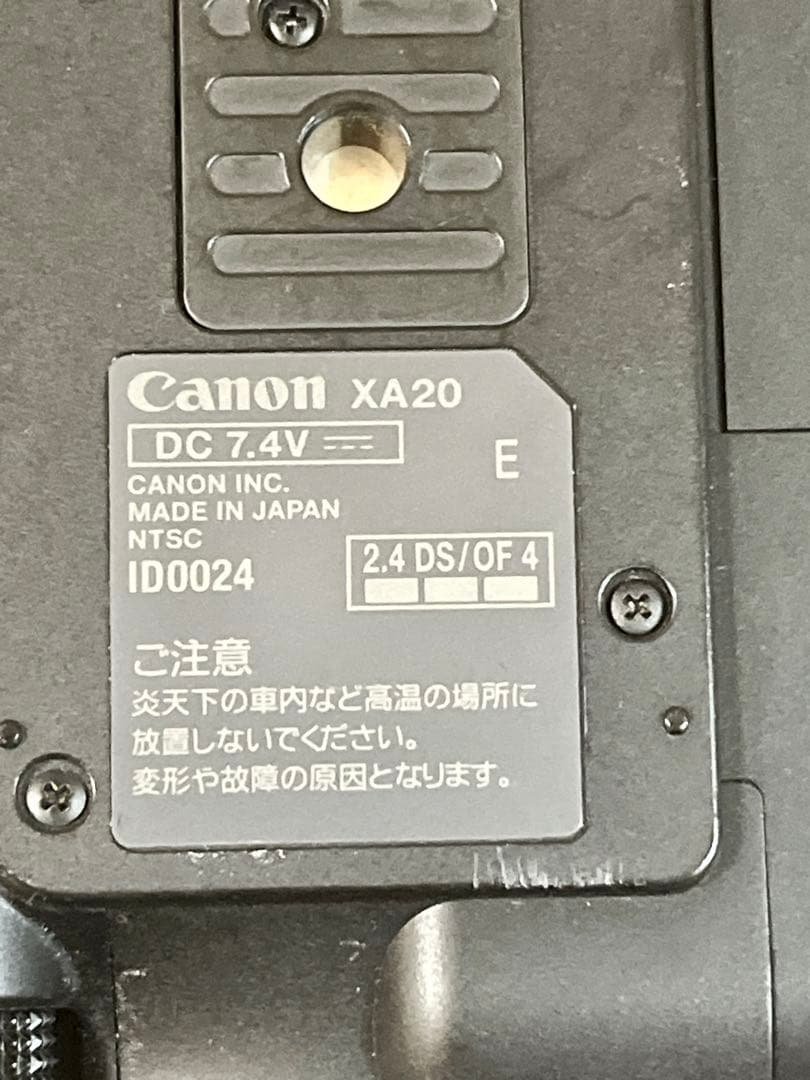 Canon XA20
DC 7.4V
E
CANON INC.
MADE IN JAPAN
NTSC
ID0024
2.4 DS/OF 4
ご注意
炎天下の車内など高温の場所に
放置しないでください。
変形や故障の原因となります。